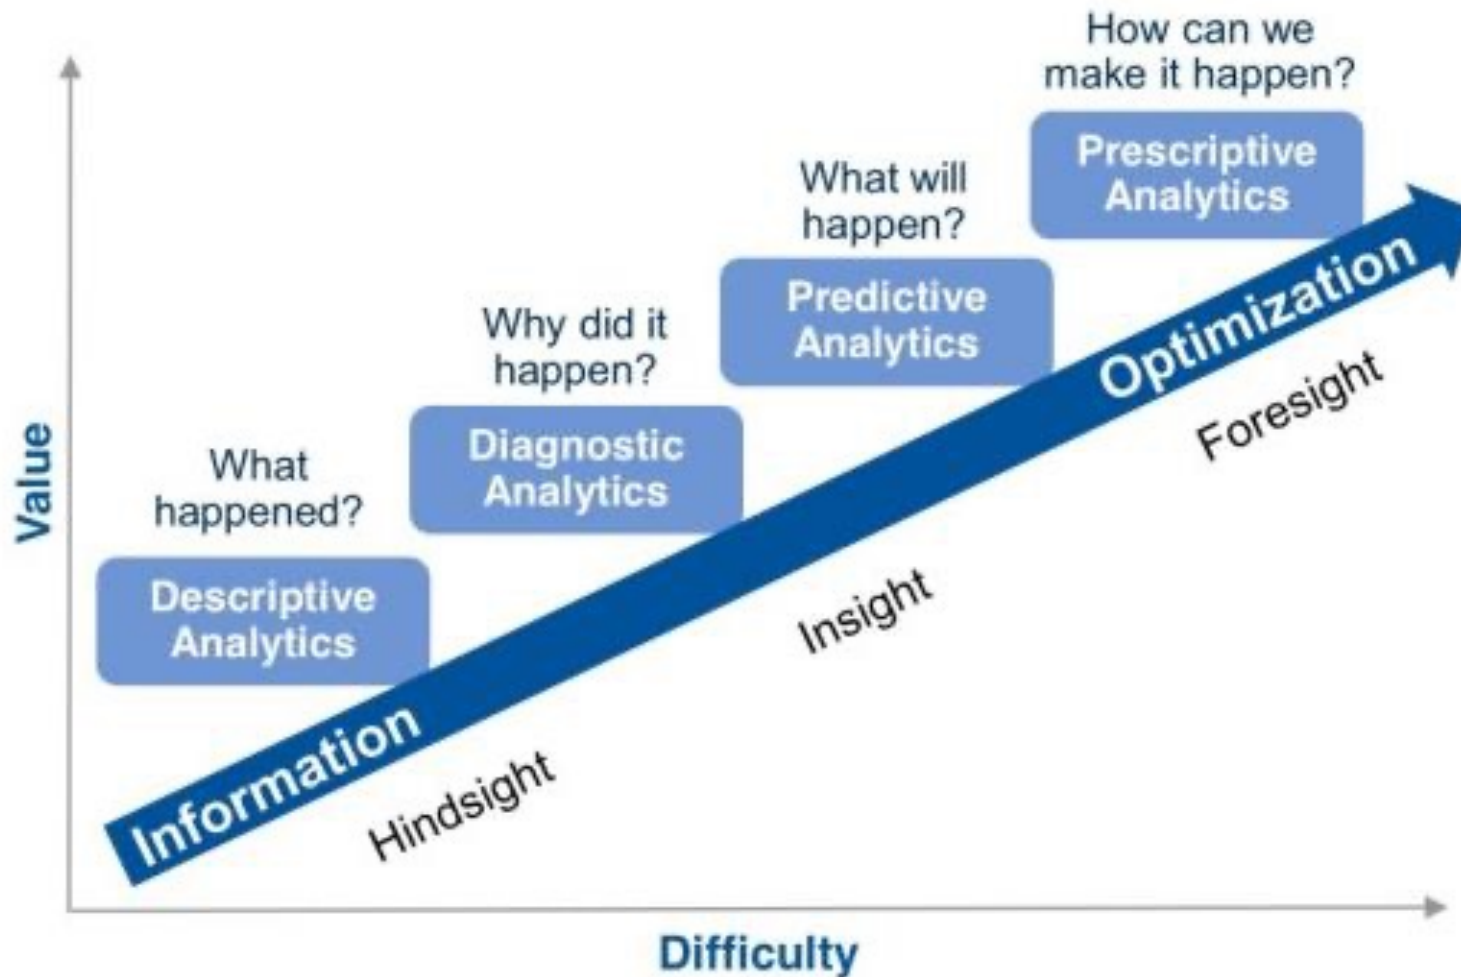 How can we
make it happen?
Prescriptive
Analytics
What will
happen?
Predictive
Analytics
Why did it
happen?
Diagnostic
Analytics
What
happened?
Descriptive
Analytics
Value
Information
Optimization
Hindsight
Insight
Foresight
Difficulty